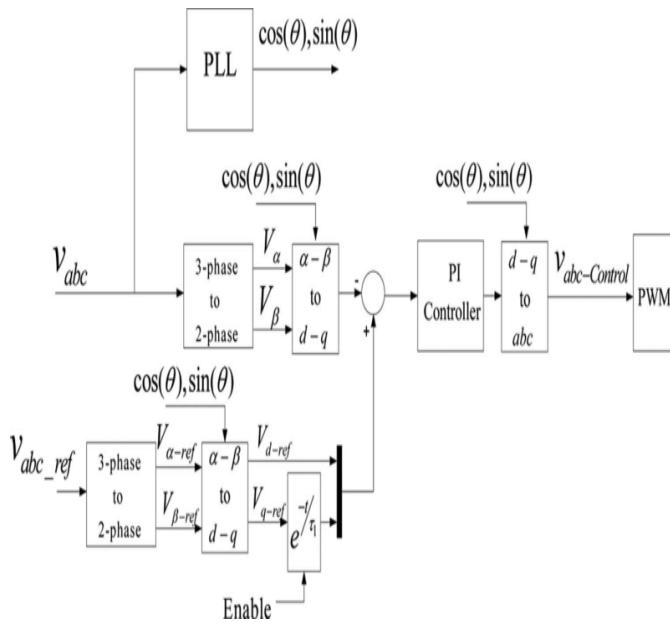 cos(θ),sin(θ)
PLL
cos(θ),sin(θ)
cos(θ),sin(θ)
v_abc
3-phase
to
2-phase
V_α
V_β
α-β
to
d-q
-
+
PI
Controller
d-q
to
abc
v_abc-Control
PWM
cos(θ),sin(θ)
v_abc_ref
3-phase
to
2-phase
V_α-ref
V_β-ref
α-β
to
d-q
V_d-ref
V_q-ref
e^-t/τ_1
Enable